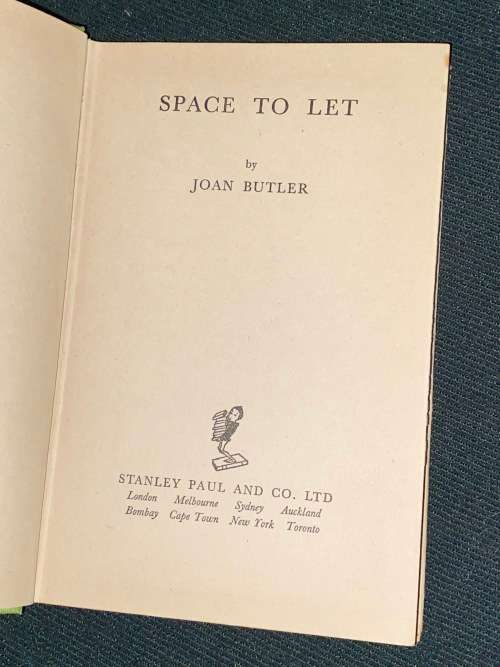 SPACE TO LET
by
JOAN BUTLER
STANLEY PAUL AND CO. LTD
London Melbourne Sydney Auckland
Bombay Cape Town New York Toronto